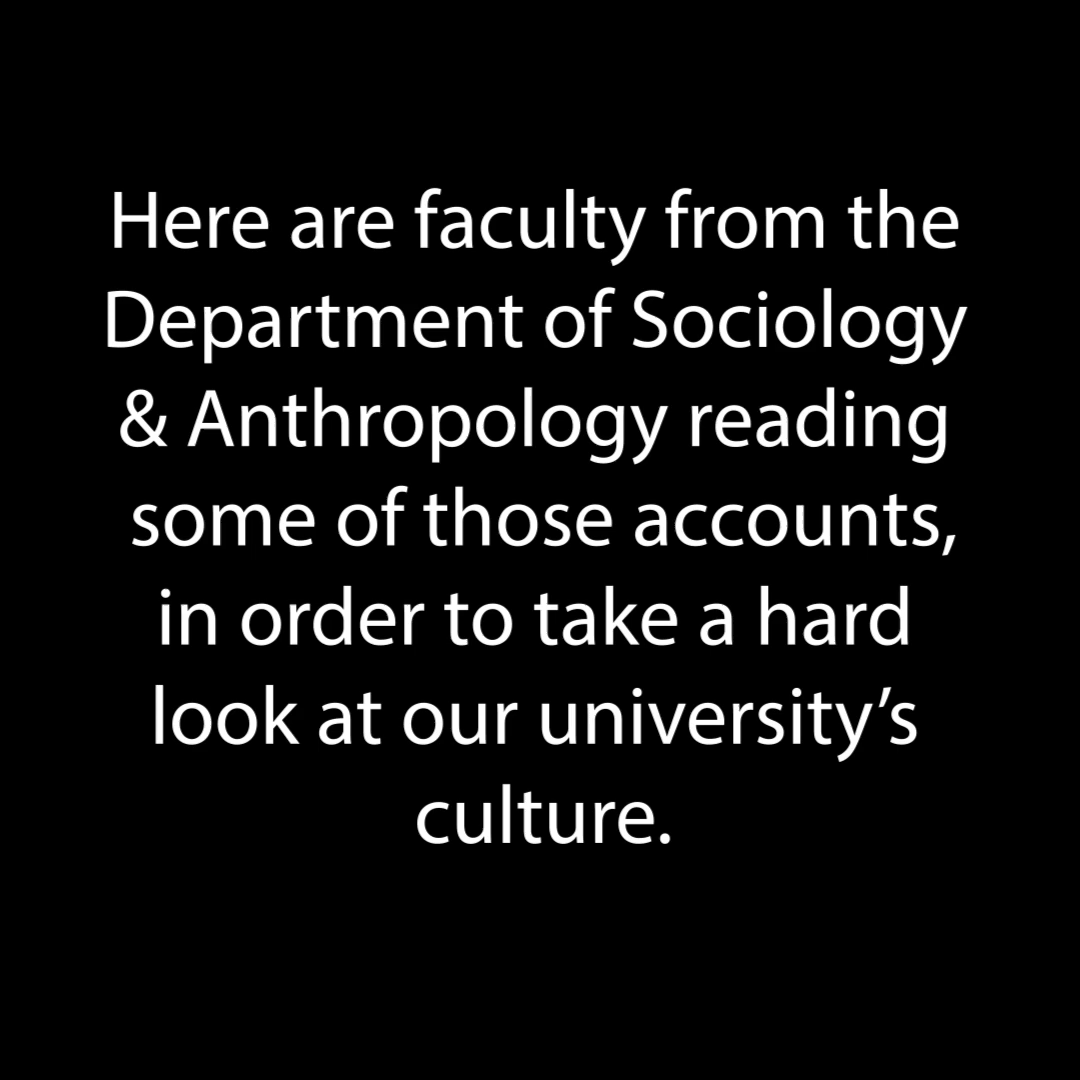 Here are faculty from the
Department of Sociology
& Anthropology reading
some of those accounts,
in order to take a hard
look at our university’s
culture.